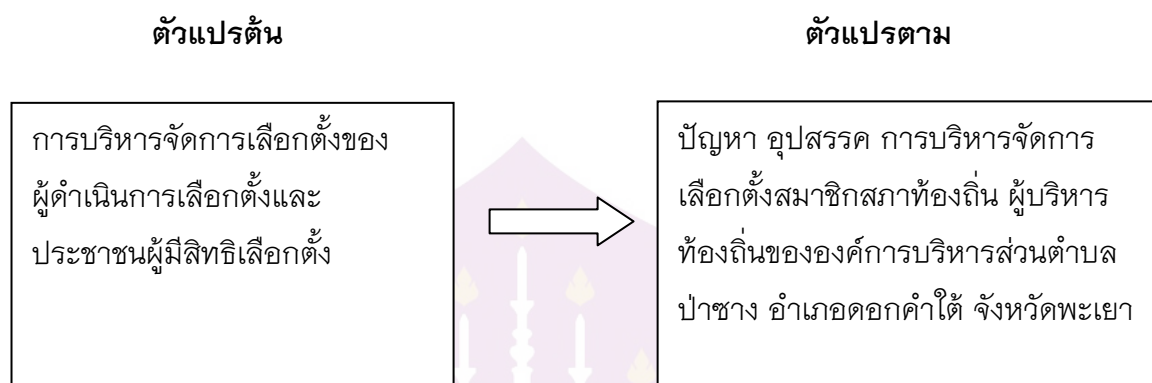 ตัวแปรต้น
ตัวแปรตาม
การบริหารจัดการเลือกตั้งของ
ผู้ดำเนินการเลือกตั้งและ
ประชาชนผู้มีสิทธิเลือกตั้ง
ปัญหา อุปสรรค การบริหารจัดการ
เลือกตั้งสมาชิกสภาท้องถิ่น ผู้บริหาร
ท้องถิ่นขององค์การบริหารส่วนตำบล
ป่าซาง อำเภอดอกคำใต้ จังหวัดพะเยา